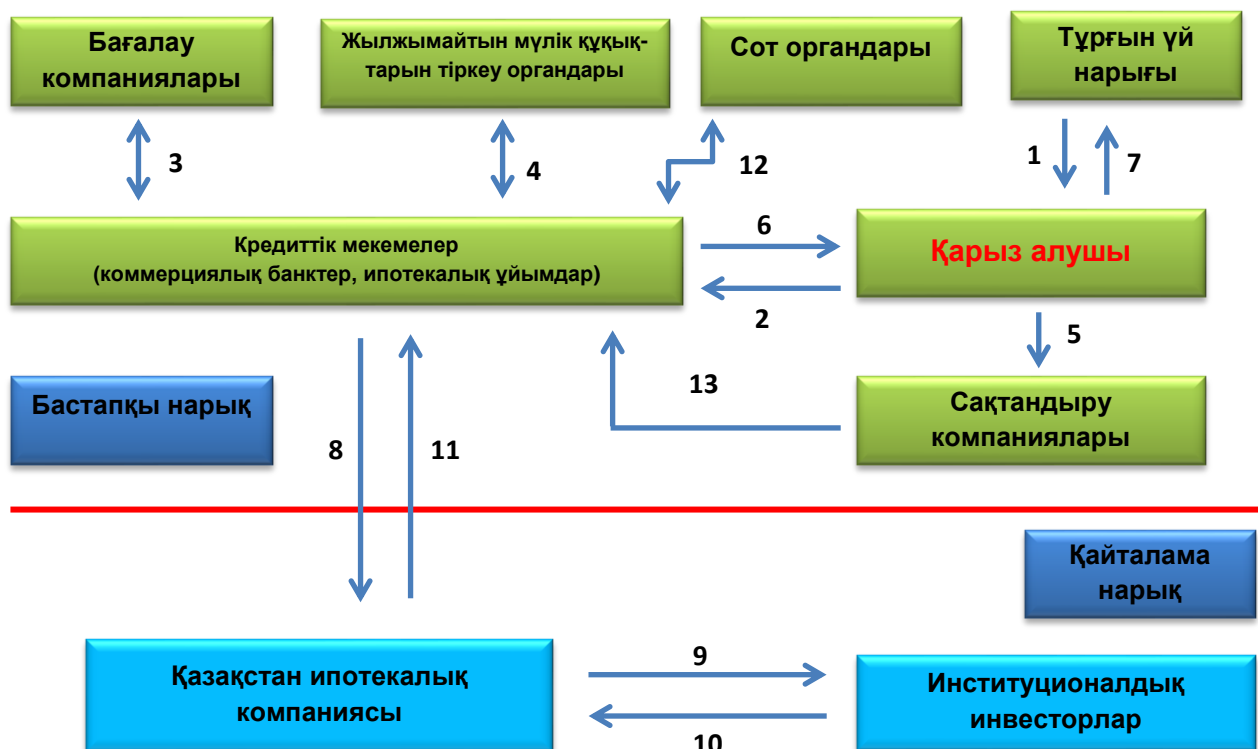 Бағалау
компаниялары
Жылжымайтын мүлік құқық-
тарын тіркеу органдары
Сот органдары
Тұрғын үй
нарығы
3
4
12
1
7
Кредиттік мекемелер
(коммерциялық банктер, ипотекалық ұйымдар)
6
2
Қарыз алушы
5
Бастапқы нарық
13
Сақтандыру
компаниялары
8
11
Қайталама
нарық
Қазақстан ипотекалық
компаниясы
9
10
Институционалдық
инвесторлар